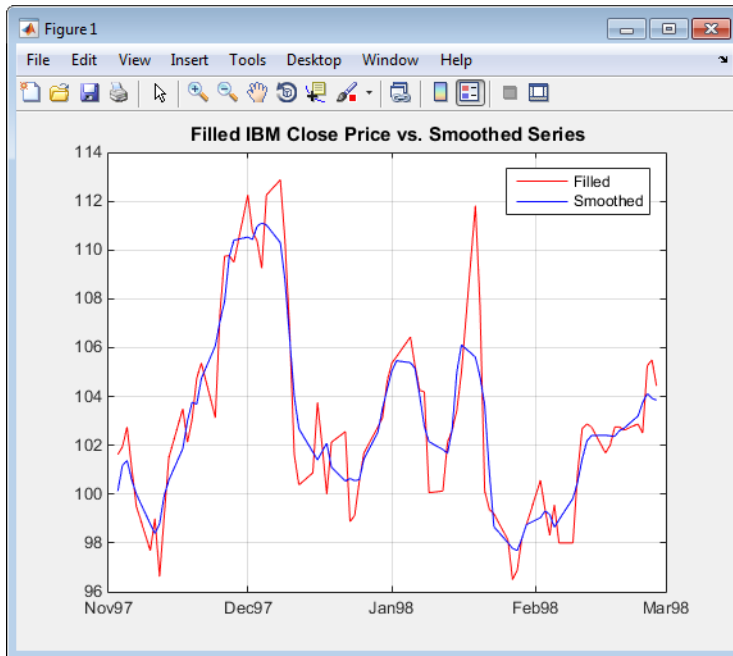 Figure 1
File Edit View Insert Tools Desktop Window Help
Filled IBM Close Price vs. Smoothed Series
114
112
110
108
106
104
102
100
98
96
Filled
Smoothed
Nov97 Dec97 Jan98 Feb98 Mar98